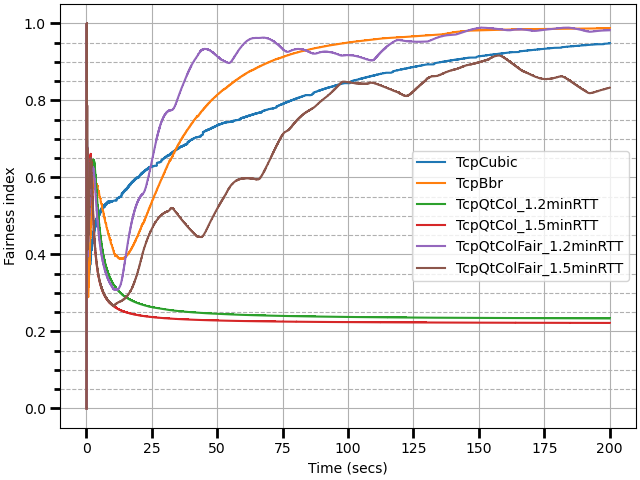 1.0
0.8
0.6
0.4
0.2
0.0
Fairness index
TcpCubic
TcpBbr
TcpQtCol_1.2minRTT
TcpQtCol_1.5minRTT
TcpQtColFair_1.2minRTT
TcpQtColFair_1.5minRTT
0 25 50 75 100 125 150 175 200
Time (secs)